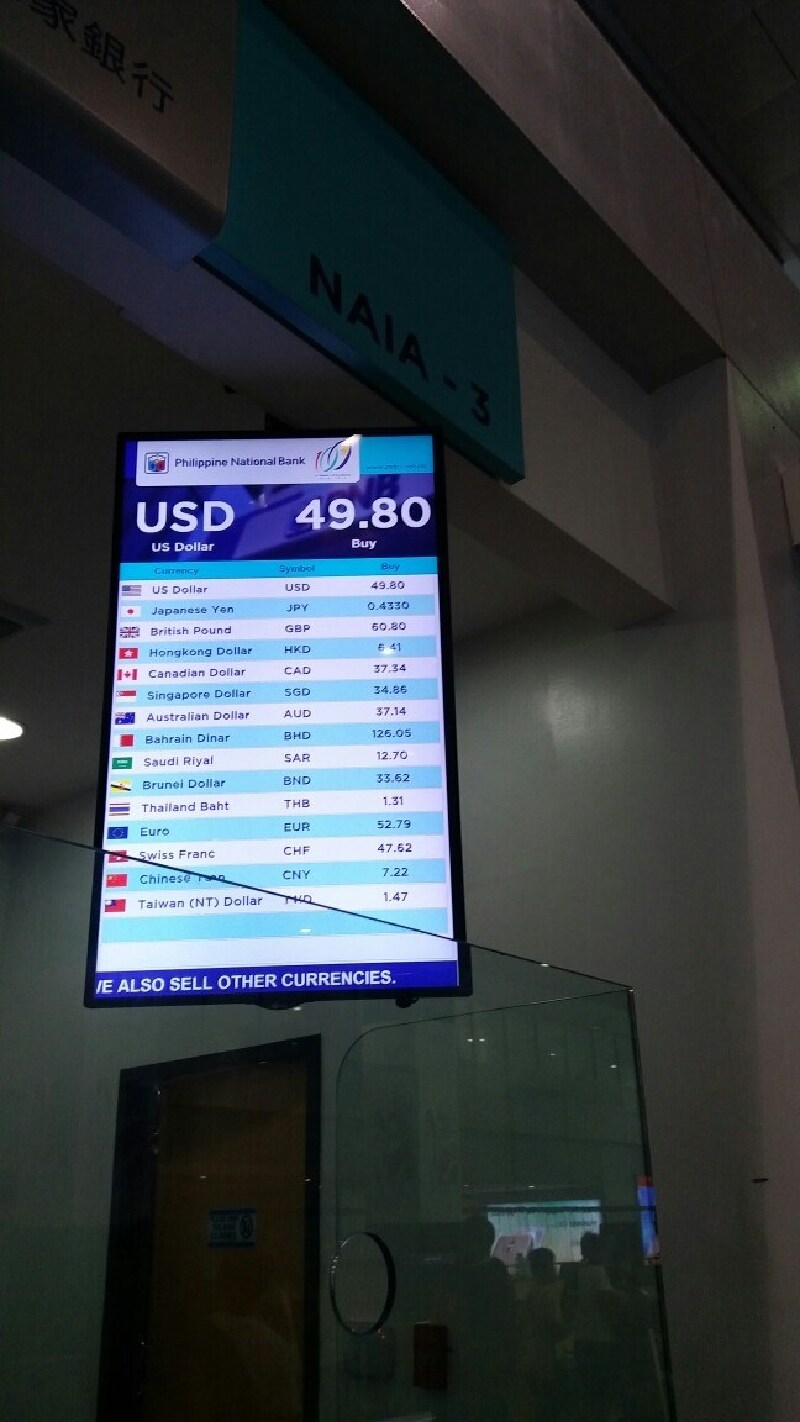 家銀行
NAIA - 3
Philippine National Bank
USD 49.80
US Dollar Buy
Currency Symbol Buy
US Dollar USD 49.80
Japanese Yen JPY 0.4330
British Pound GBP 60.80
Hongkong Dollar HKD 6.41
Canadian Dollar CAD 37.34
Singapore Dollar SGD 34.86
Australian Dollar AUD 37.14
Bahrain Dinar BHD 126.05
Saudi Riyal SAR 12.70
Brunei Dollar BND 33.62
Thailand Baht THB 1.31
Euro EUR 52.79
Swiss Franc CHF 47.62
Chinese Yuan CNY 7.22
Taiwan (NT) Dollar 1.47
E ALSO SELL OTHER CURRENCIES.